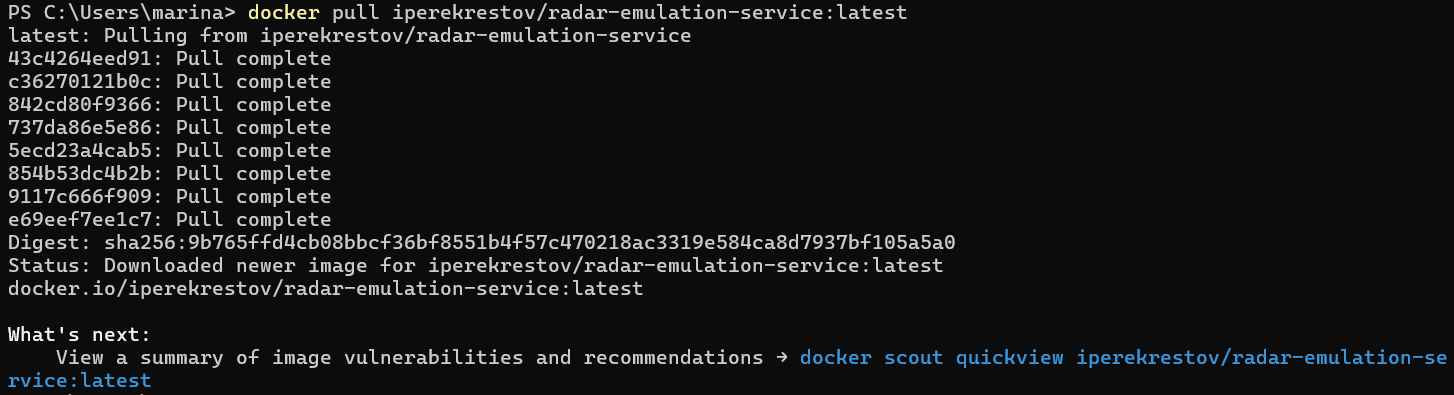 PS C:\Users\marina> docker pull iperekrestov/radar-emulation-service:latest
latest: Pulling from iperekrestov/radar-emulation-service
43c4264eed91: Pull complete
c36270121b0c: Pull complete
842cd80f9366: Pull complete
737da86e5e86: Pull complete
5ecd23a4cab5: Pull complete
854b53dc4b2b: Pull complete
9117c666f909: Pull complete
e69eef7ee1c7: Pull complete
Digest: sha256:9b765ffd4cb08bbcf36bf8551b4f57c470218ac3319e584ca8d7937bf105a5a0
Status: Downloaded newer image for iperekrestov/radar-emulation-service:latest
docker.io/iperekrestov/radar-emulation-service:latest
What's next:
    View a summary of image vulnerabilities and recommendations → docker scout quickview iperekrestov/radar-emulation-se
rvice:latest